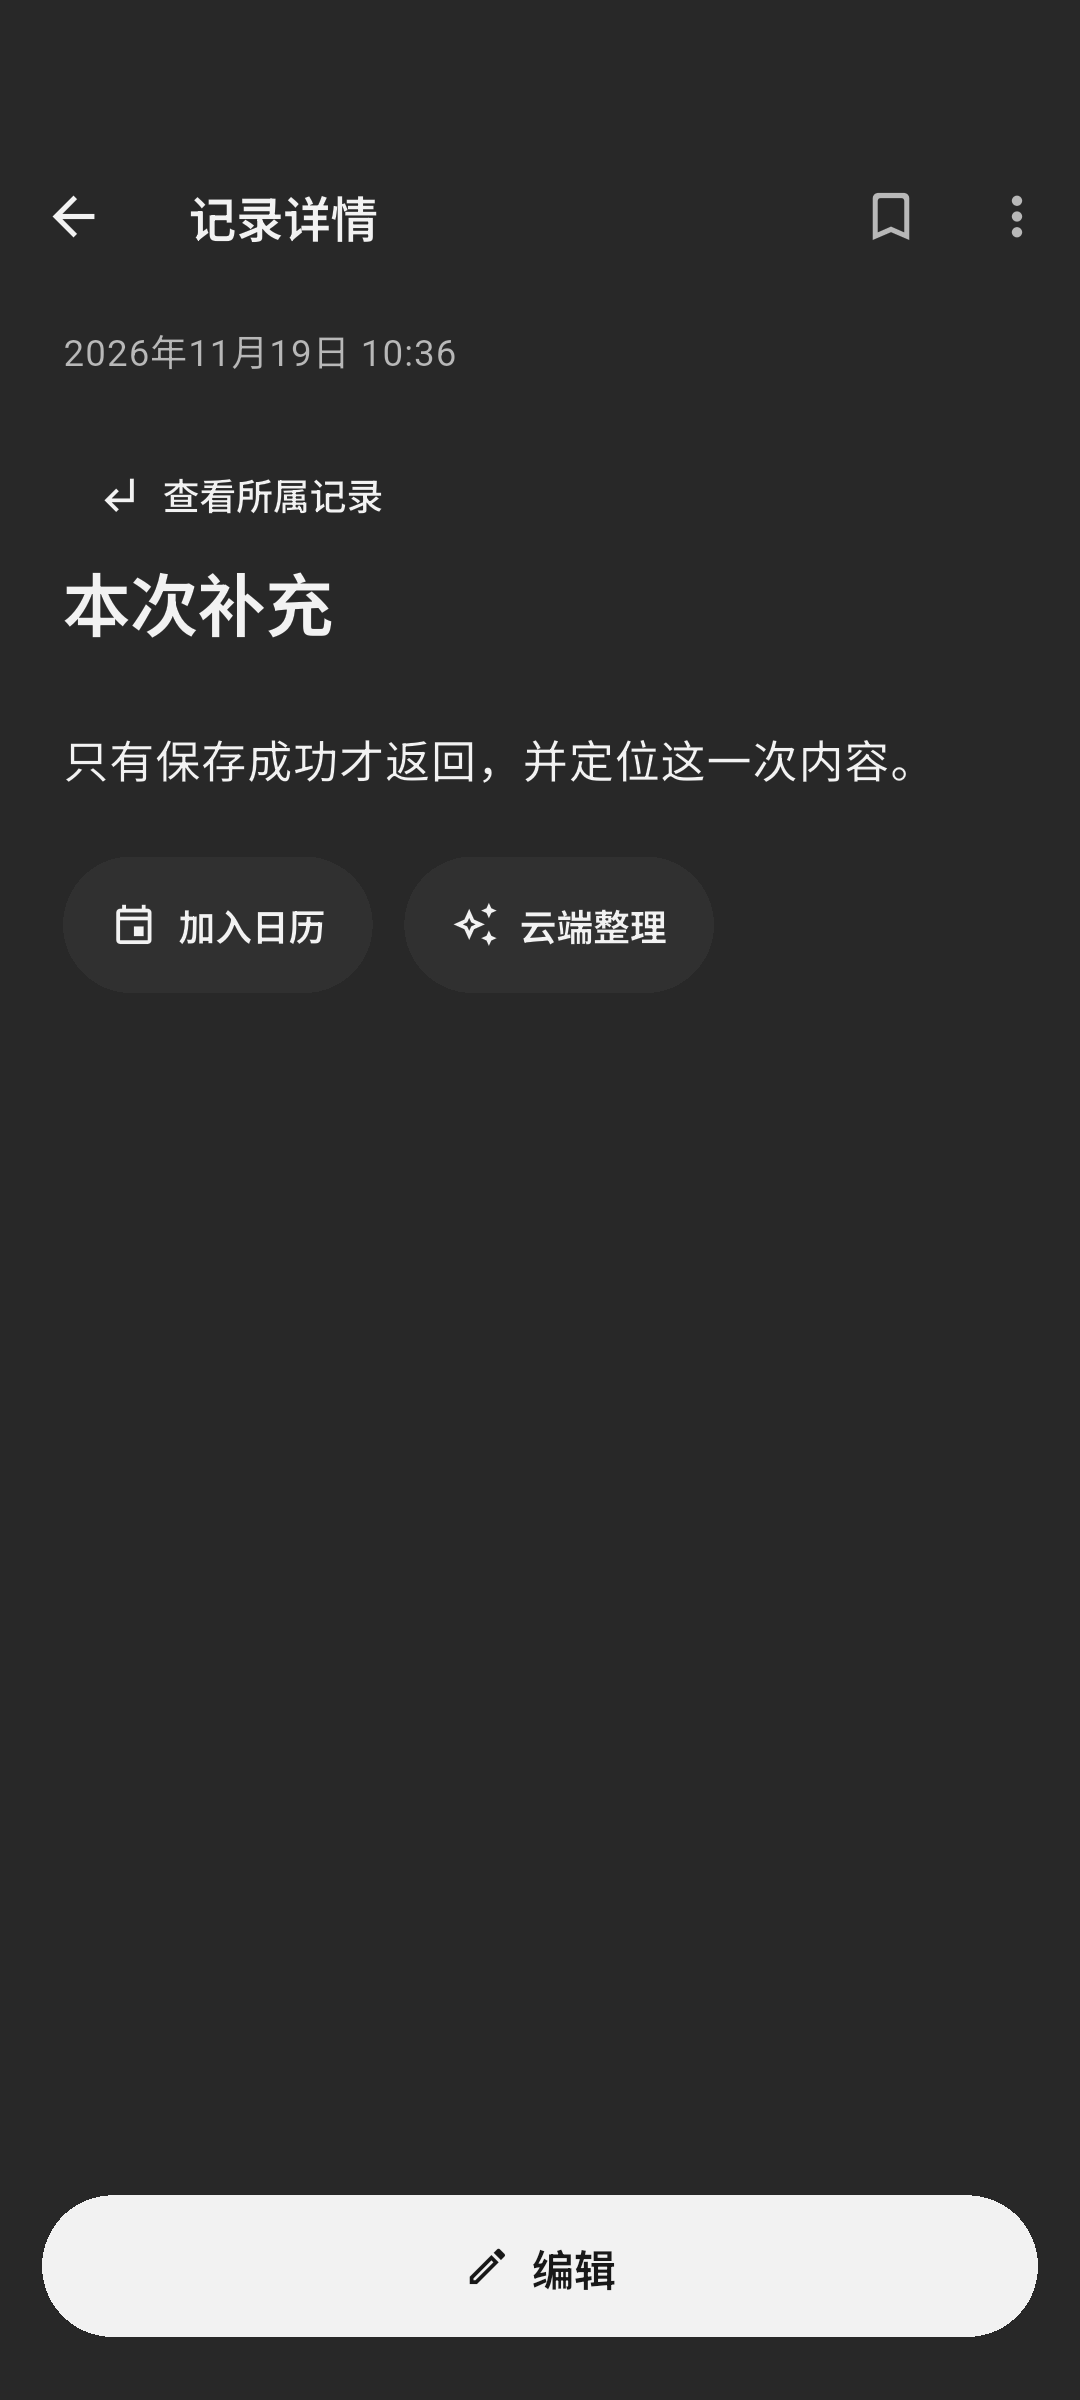 记录详情
2026年11月19日 10:36
查看所属记录
本次补充
只有保存成功才返回，并定位这一次内容。
加入日历 云端整理
编辑